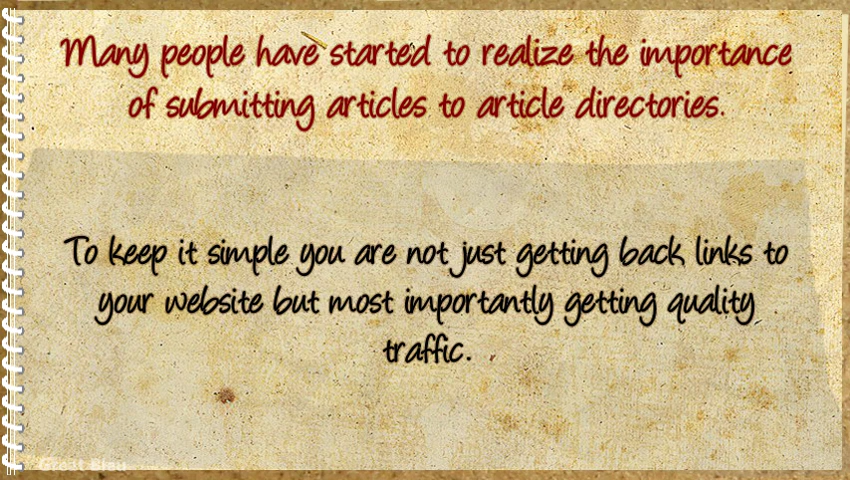 Many people have started to realize the importance
of submitting articles to article directories.
To keep it simple you are not just getting back links to
your website but most importantly getting quality
traffic.